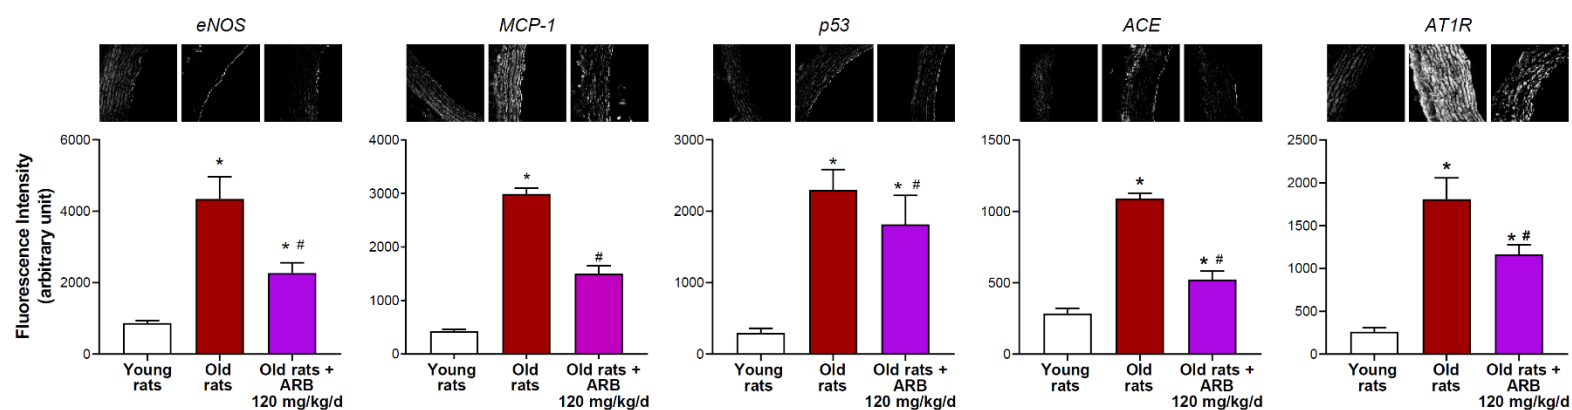 eNOS
MCP-1
p53
ACE
AT1R
Fluorescence Intensity
(arbitrary unit)
6000
4000
2000
0
*
* #
Young
rats
Old
rats
Old rats +
ARB
120 mg/kg/d
4000
3000
2000
1000
0
*
#
Young
rats
Old
rats
Old rats +
ARB
120 mg/kg/d
3000
2000
1000
0
*
* #
Young
rats
Old
rats
Old rats +
ARB
120 mg/kg/d
1500
1000
500
0
*
* #
Young
rats
Old
rats
Old rats +
ARB
120 mg/kg/d
2500
2000
1500
1000
500
0
*
* #
Young
rats
Old
rats
Old rats +
ARB
120 mg/kg/d